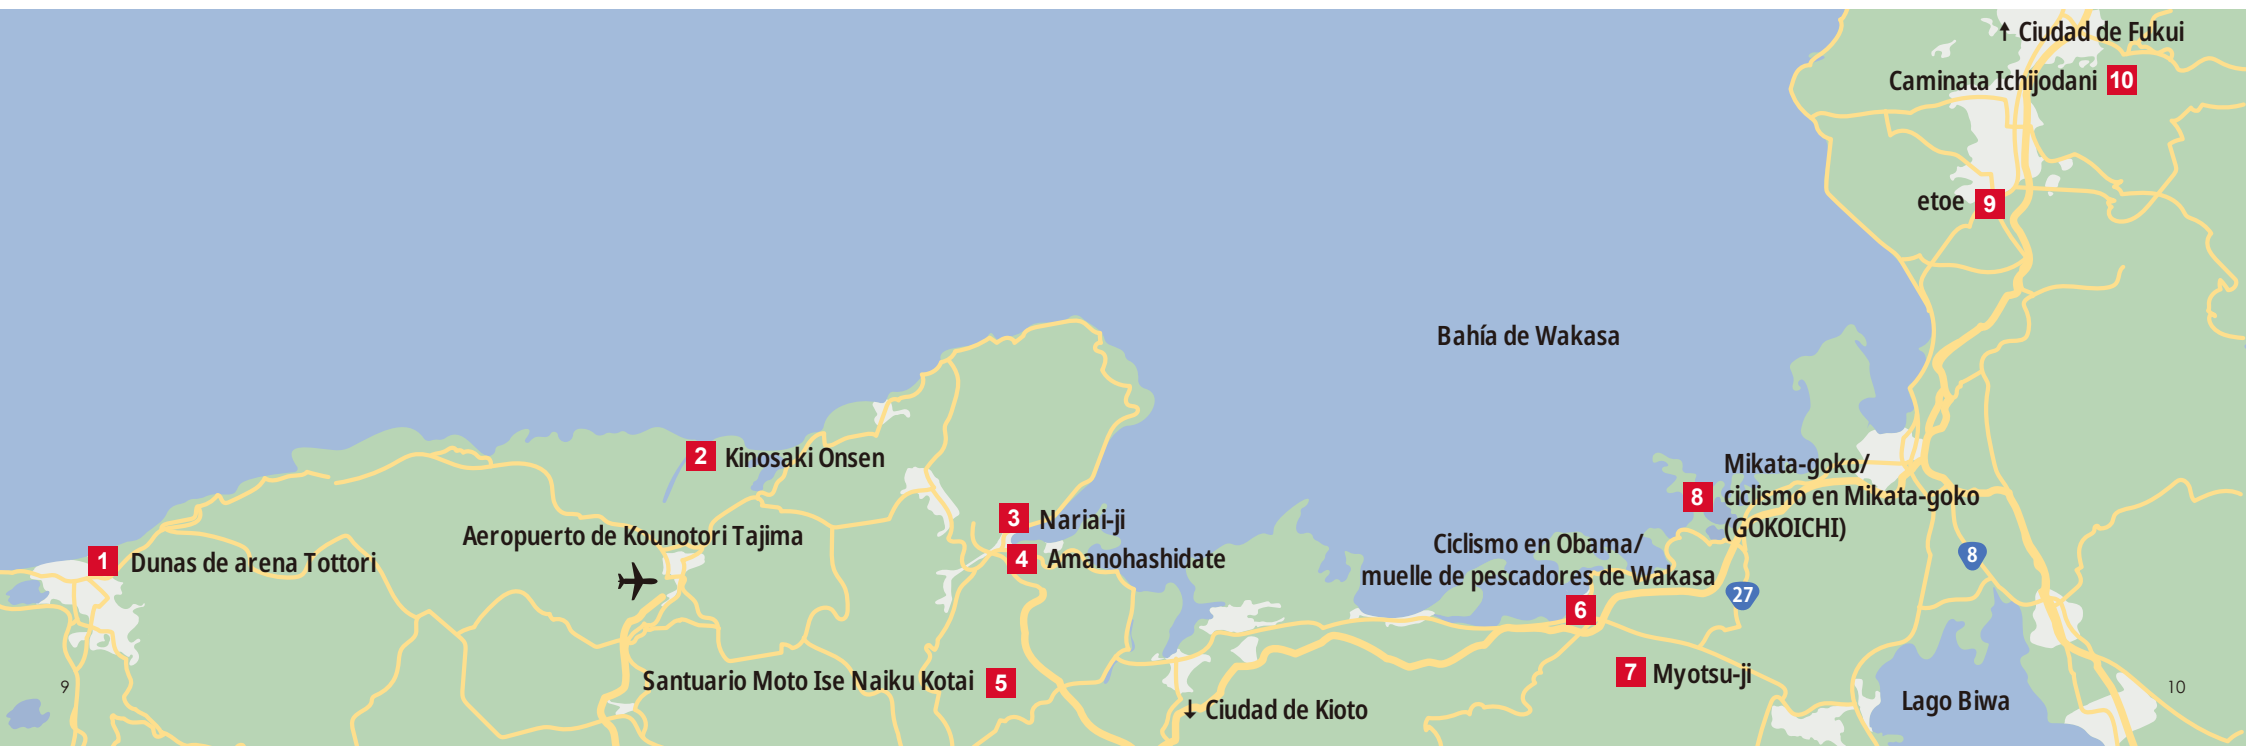 ↑ Ciudad de Fukui
Caminata Ichijodani 10
etoe 9
Bahía de Wakasa
2 Kinosaki Onsen
Mikata-goko/
8 ciclismo en Mikata-goko
(GOKOICHI)
3 Nariai-ji
Aeropuerto de Kounotori Tajima
4 Amanohashidate
1 Dunas de arena Tottori
Ciclismo en Obama/
muelle de pescadores de Wakasa
6
8
27
Santuario Moto Ise Naiku Kotai 5
7 Myotsu-ji
Lago Biwa
↓ Ciudad de Kioto
9
10